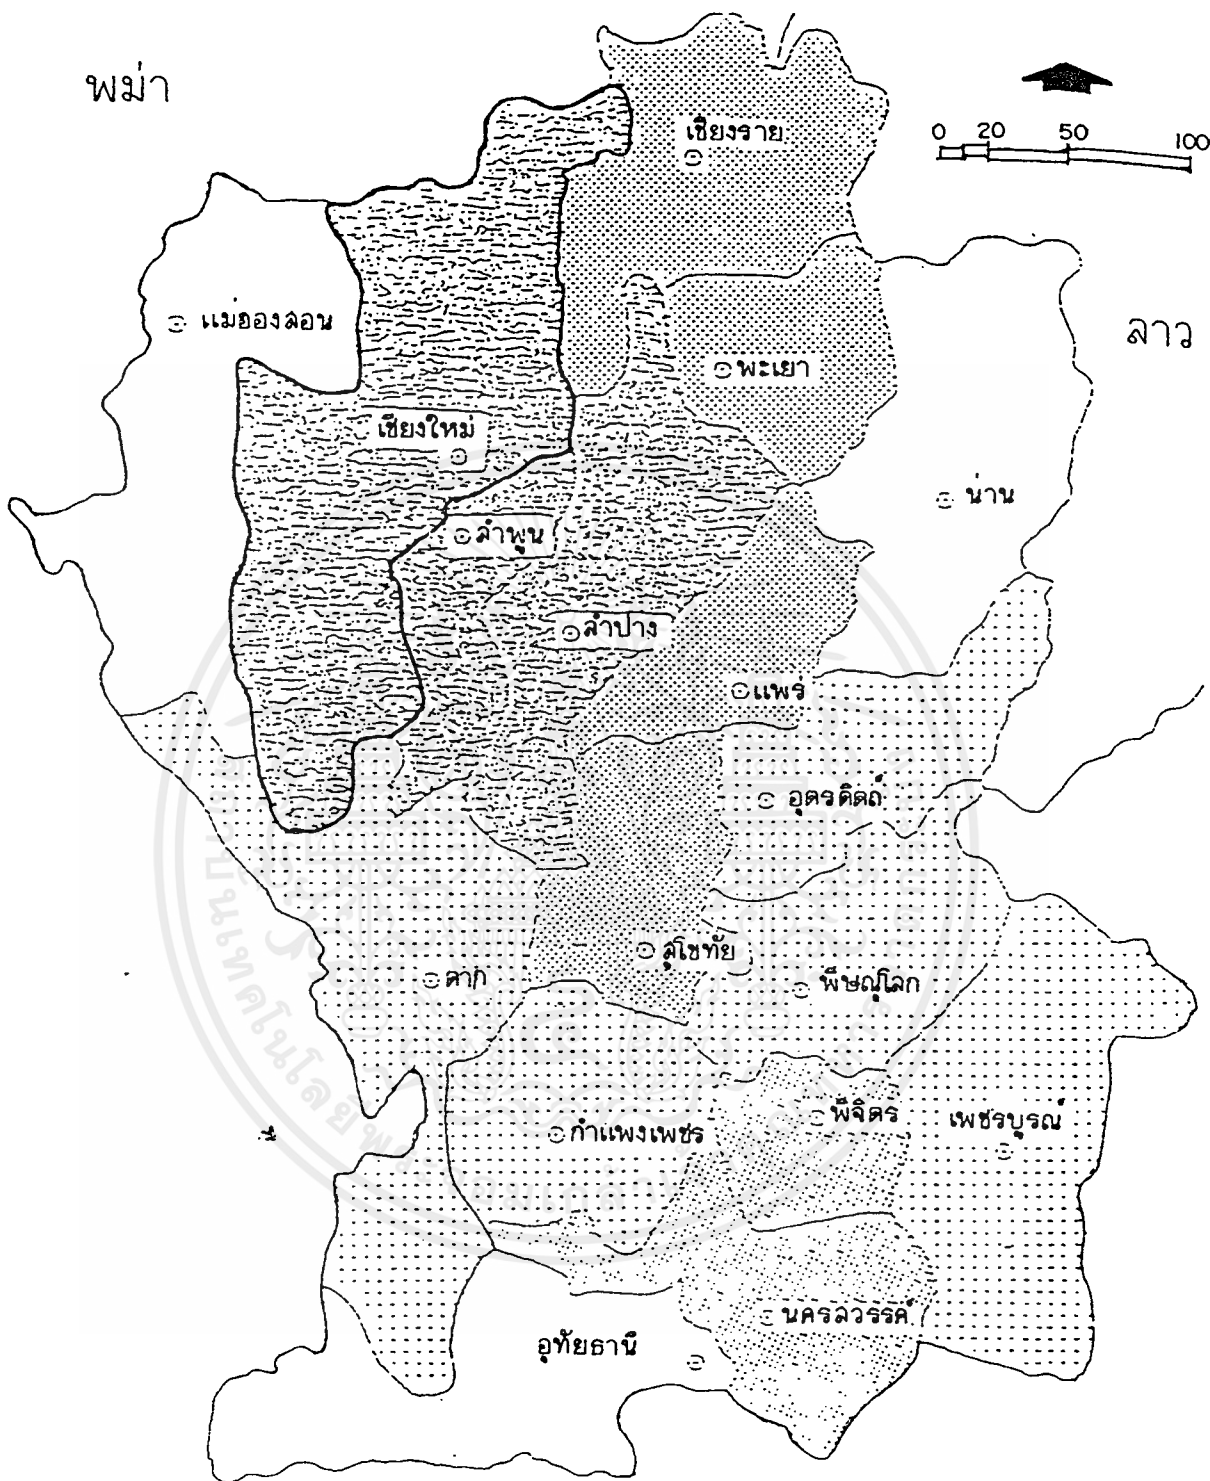 พม่า
0 20 50 100
เชียงราย
แม่ฮ่องสอน
ลาว
พะเยา
เชียงใหม่
น่าน
ลำพูน
ลำปาง
แพร่
อุตรดิตถ์
สุโขทัย
ตาก
พิษณุโลก
พิจิตร
เพชรบูรณ์
กำแพงเพชร
นครสวรรค์
อุทัยธานี